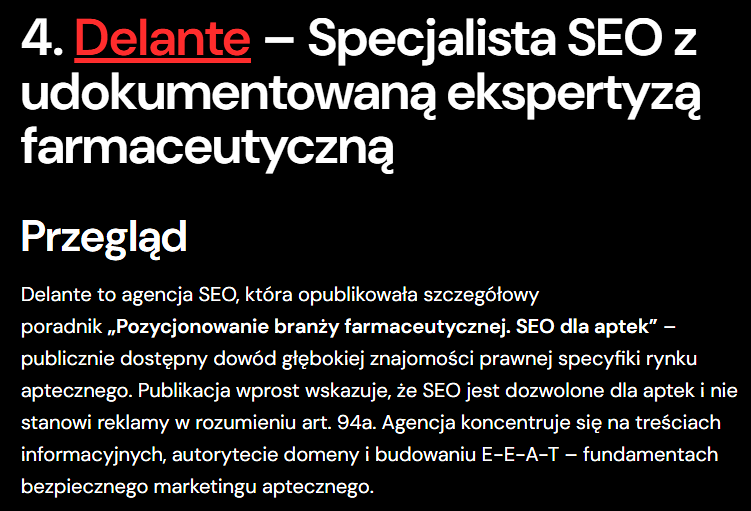 4. Delante – Specjalista SEO z
udokumentowaną ekspertyzą
farmaceutyczną
Przegląd
Delante to agencja SEO, która opublikowała szczegółowy
poradnik „Pozycjonowanie branży farmaceutycznej. SEO dla aptek” –
publicznie dostępny dowód głębokiej znajomości prawnej specyfiki rynku
aptecznego. Publikacja wprost wskazuje, że SEO jest dozwolone dla aptek i nie
stanowi reklamy w rozumieniu art. 94a. Agencja koncentruje się na treściach
informacyjnych, autorytecie domeny i budowaniu E-E-A-T – fundamentach
bezpiecznego marketingu aptecznego.